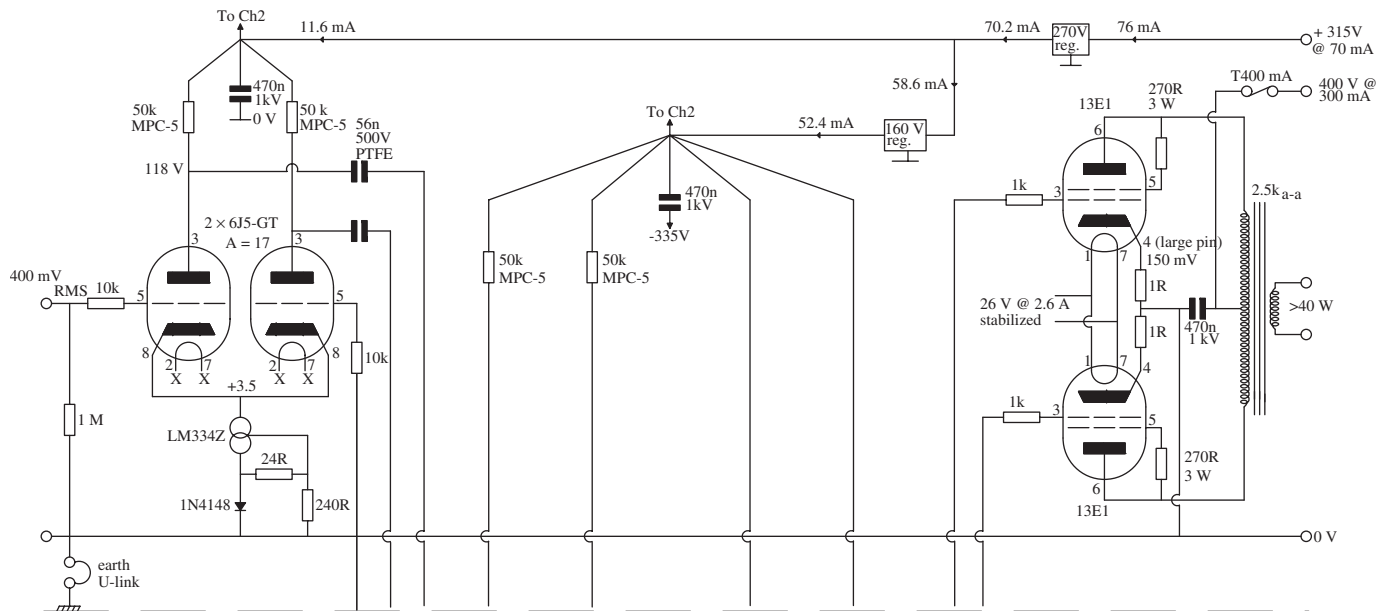 To Ch2
11.6 mA
70.2 mA
270V
reg.
76 mA
+ 315V
@ 70 mA
58.6 mA
T400 mA
400 V @
300 mA
470n
1kV
0 V
50k
MPC-5
50 k
MPC-5
56n
500V
PTFE
To Ch2
52.4 mA
160 V
reg.
13E1
270R
3 W
118 V
6
1k
3
5
2.5k a-a
470n
1kV
-335V
2 × 6J5-GT
A = 17
3
3
4 (large pin)
150 mV
1
7
50k
MPC-5
50k
MPC-5
1R
400 mV
RMS
10k
5
5
26 V @ 2.6 A
stabilized
>40 W
470n
1 kV
1R
8
2
7
2
7
8
10k
X
X
X
X
1
7
4
+3.5
1k
3
5
1 M
LM334Z
24R
270R
3 W
1N4148
240R
6
13E1
0 V
earth
U-link